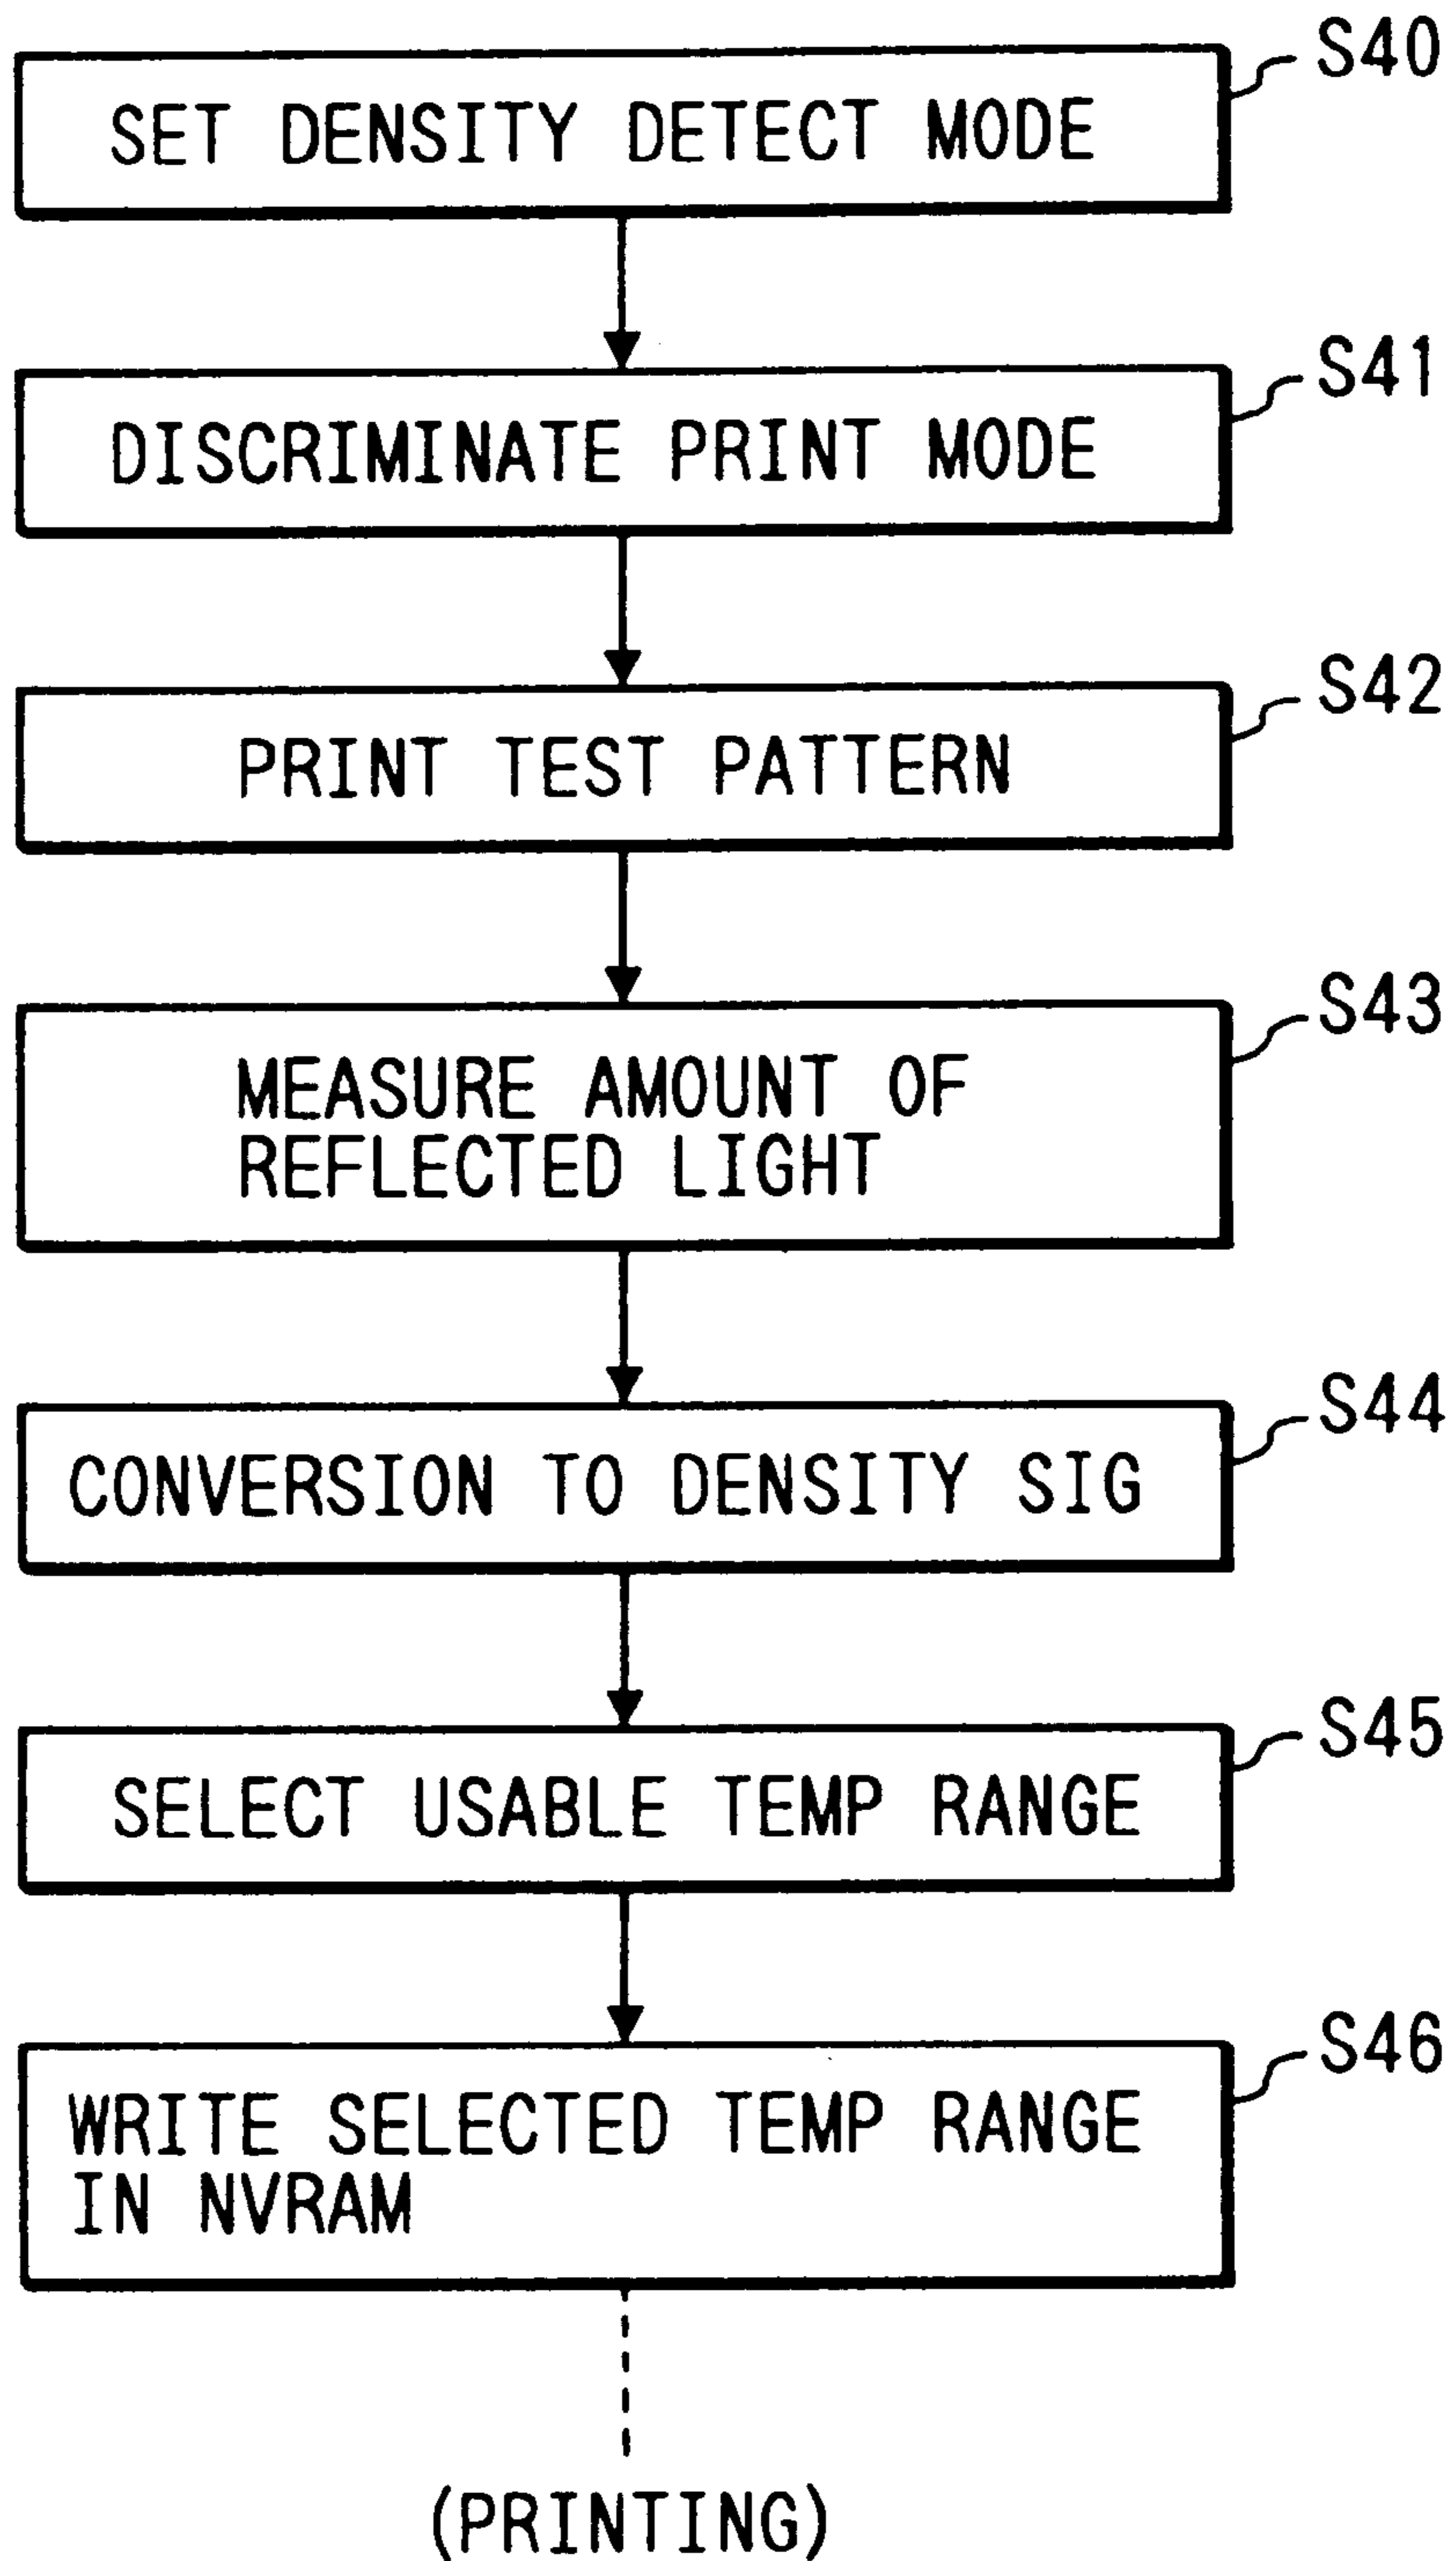 S40
SET DENSITY DETECT MODE
S41
DISCRIMINATE PRINT MODE
S42
PRINT TEST PATTERN
S43
MEASURE AMOUNT OF
REFLECTED LIGHT
S44
CONVERSION TO DENSITY SIG
S45
SELECT USABLE TEMP RANGE
S46
WRITE SELECTED TEMP RANGE
IN NVRAM
(PRINTING)